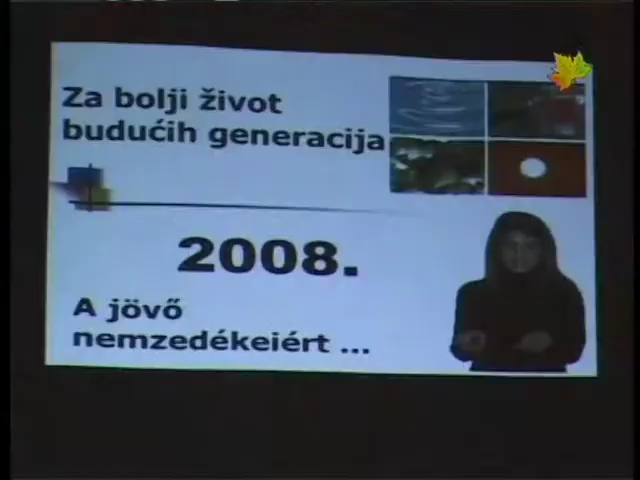 Za bolji život
budućih generacija
2008.
A jövő
nemzedékeiért ...